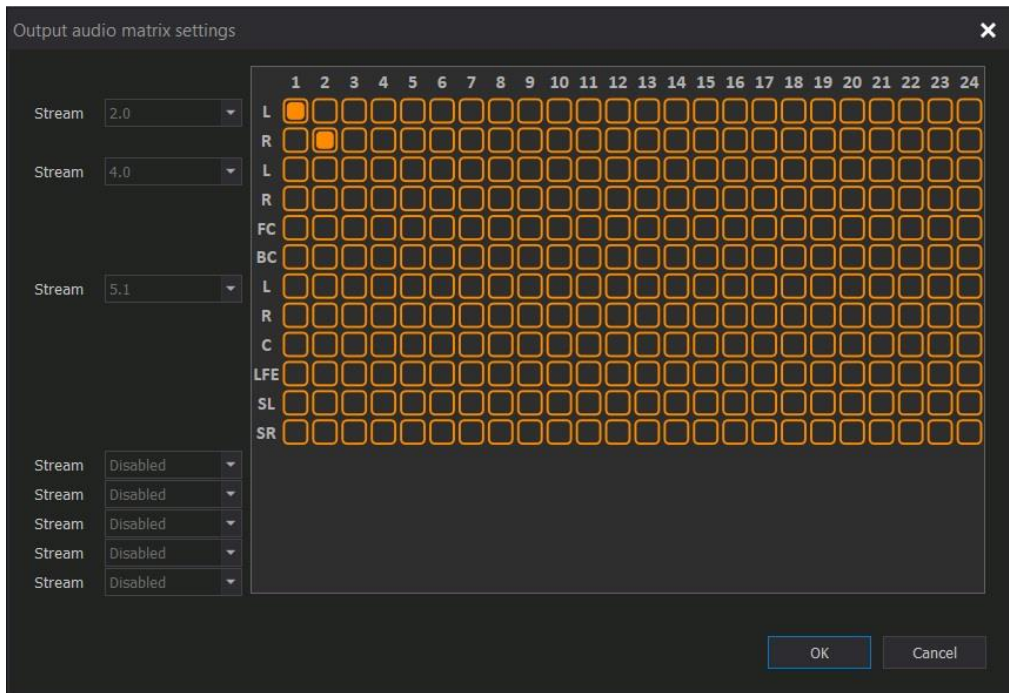 Output audio matrix settings
1 2 3 4 5 6 7 8 9 10 11 12 13 14 15 16 17 18 19 20 21 22 23 24
Stream 2.0 L
R
Stream 4.0 L
R
FC
BC
Stream 5.1 L
R
C
LFE
SL
SR
Stream Disabled
Stream Disabled
Stream Disabled
Stream Disabled
Stream Disabled
OK Cancel